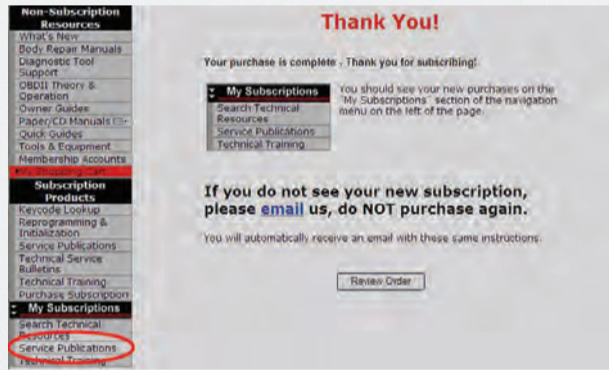 Non-Subscription
Resources
What's New
Body Repair Manuals
Diagnostic Tool
Support
OBDII Theory &
Operation
Owner Guides
Paper/CD Manuals
Quick Guides
Tools & Equipment
Membership Accounts
My Shopping Cart
Subscription
Products
Keycode Lookup
Reprogramming &
Initialization
Service Publications
Technical Service
Bulletins
Technical Training
Purchase Subscription
My Subscriptions
Search Technical
Resources
Service Publications
Technical Training
Thank You!
Your purchase is complete - Thank you for subscribing!
My Subscriptions
Search Technical
Resources
Service Publications
Technical Training
You should see your new purchases on the
"My Subscriptions" section of the navigation
menu on the left of the page.
If you do not see your new subscription,
please email us, do NOT purchase again.
You will automatically receive an email with these same instructions.
Review Order